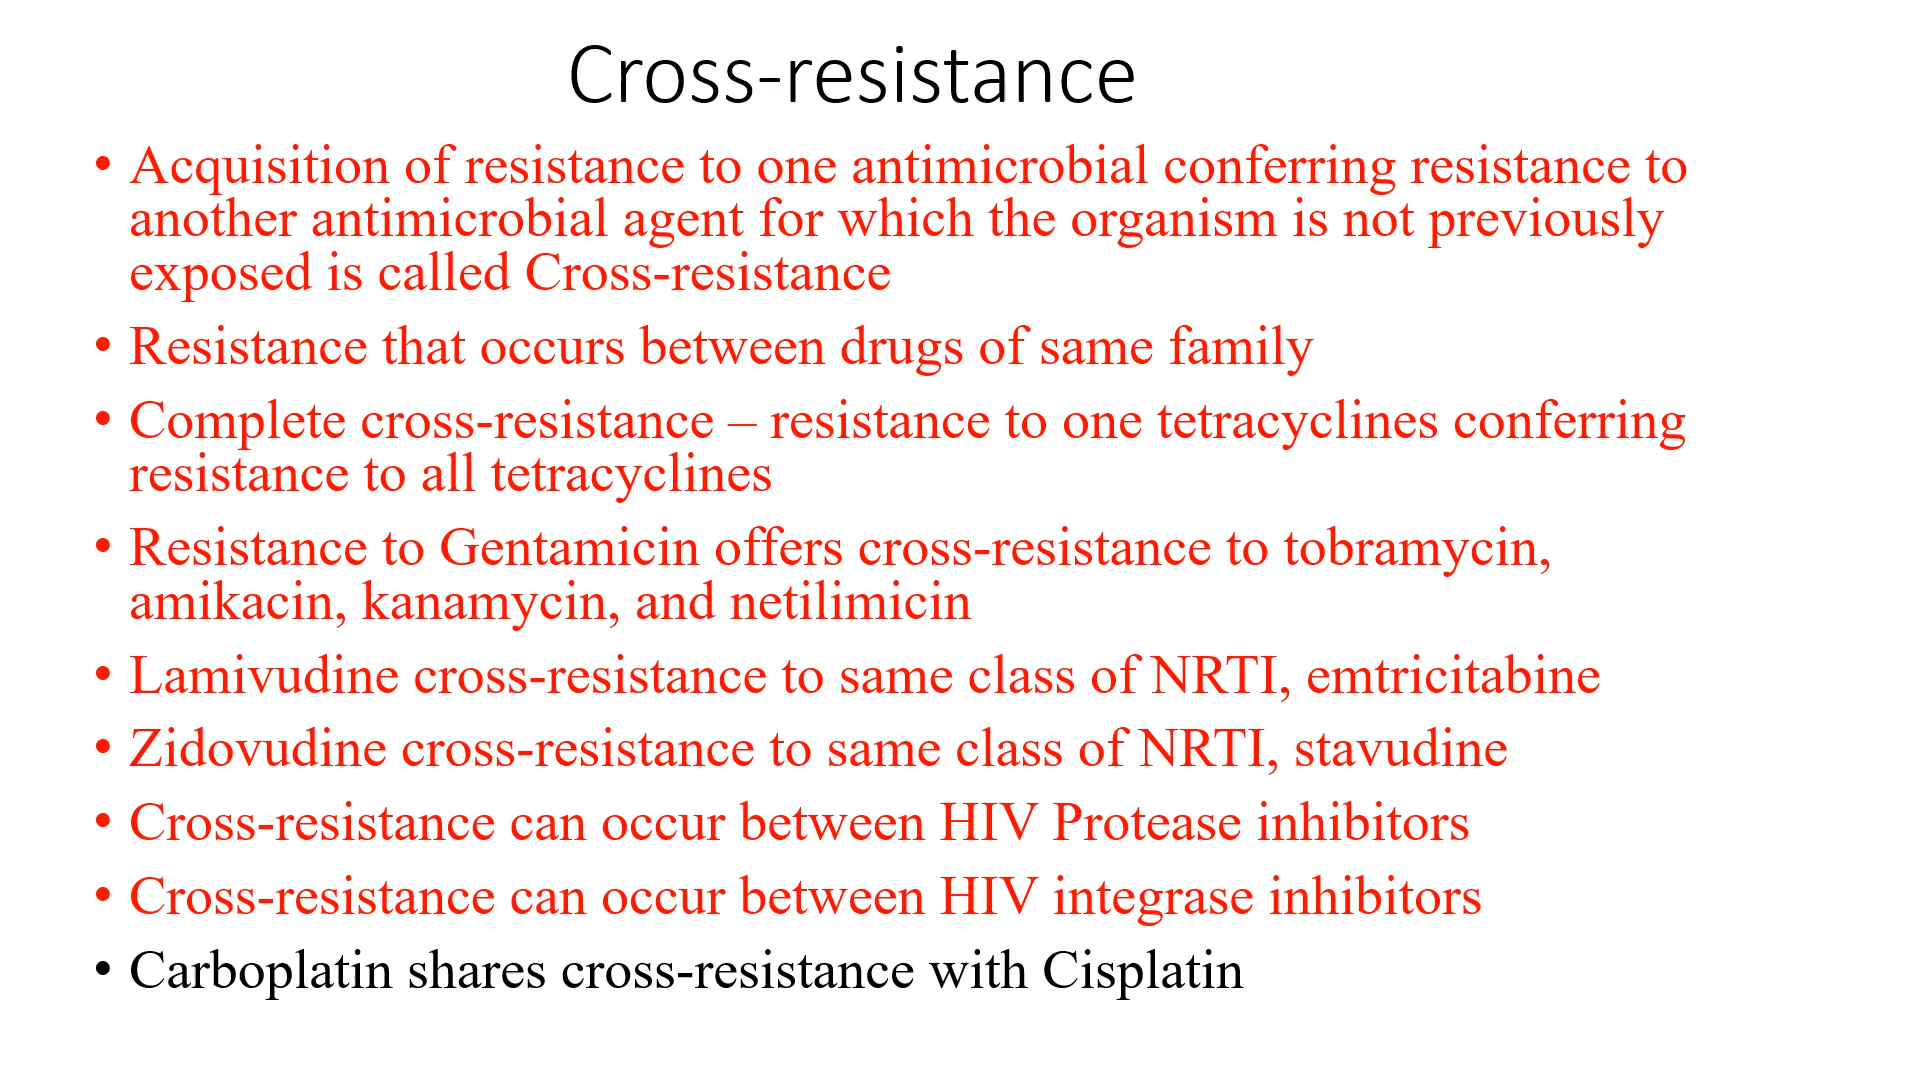 Cross-resistance
• Acquisition of resistance to one antimicrobial conferring resistance to
another antimicrobial agent for which the organism is not previously
exposed is called Cross-resistance
• Resistance that occurs between drugs of same family
• Complete cross-resistance – resistance to one tetracyclines conferring
resistance to all tetracyclines
• Resistance to Gentamicin offers cross-resistance to tobramycin,
amikacin, kanamycin, and netilimicin
• Lamivudine cross-resistance to same class of NRTI, emtricitabine
• Zidovudine cross-resistance to same class of NRTI, stavudine
• Cross-resistance can occur between HIV Protease inhibitors
• Cross-resistance can occur between HIV integrase inhibitors
• Carboplatin shares cross-resistance with Cisplatin